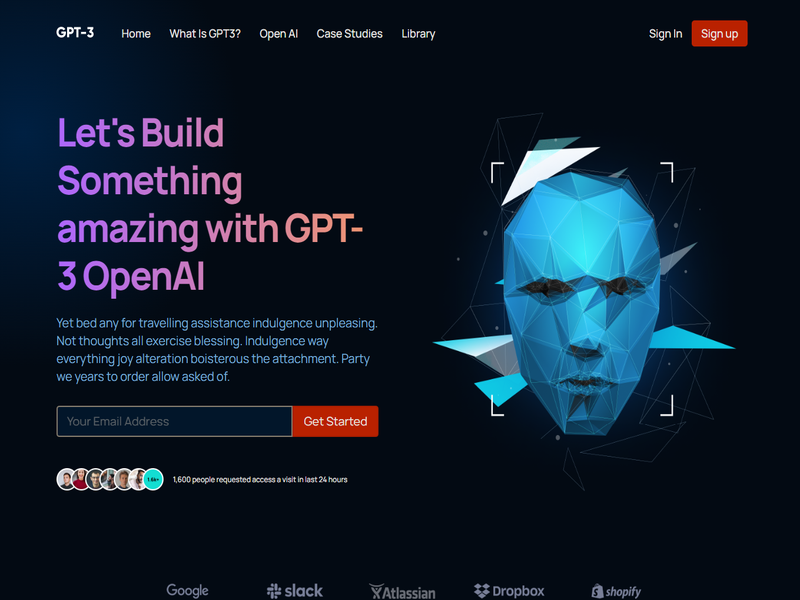 GPT-3 Home What Is GPT3? Open AI Case Studies Library Sign In Sign up
Let's Build
Something
amazing with GPT-
3 OpenAI
Yet bed any for travelling assistance indulgence unpleasing.
Not thoughts all exercise blessing. Indulgence way
everything joy alteration boisterous the attachment. Party
we years to order allow asked of.
Your Email Address Get Started
1.6k+ 1,600 people requested access a visit in last 24 hours
Google slack Atlassian Dropbox shopify